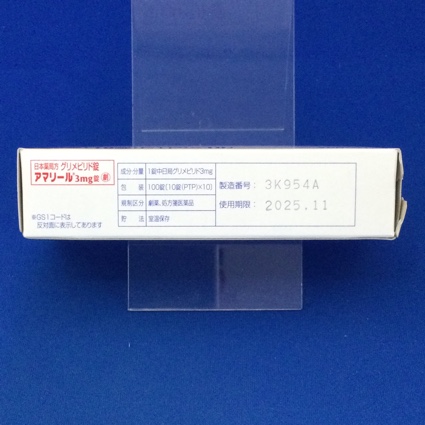 日本薬局方 グリメピリド錠
アマリール®3mg錠 劇
※GS1コードは
反対面に表示してあります
成分・分量 1錠中日局グリメピリド3mg
包装 100錠(10錠(PTP)×10)
規制区分 劇薬、処方箋医薬品
貯法 室温保存
製造番号: 3K954A
使用期限: 2025.11